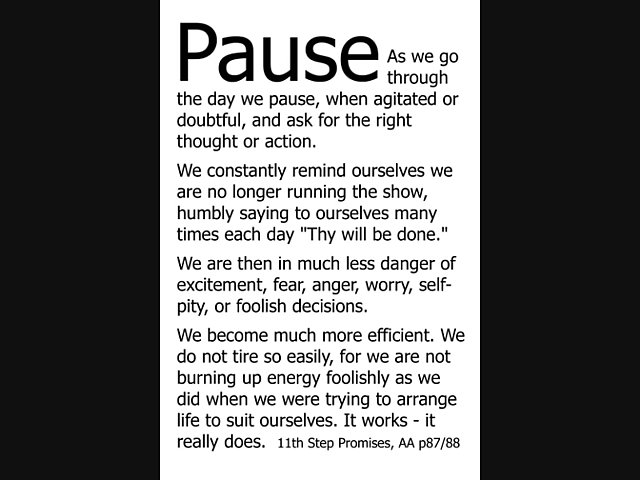 Pause As we go
through
the day we pause, when agitated or
doubtful, and ask for the right
thought or action.
We constantly remind ourselves we
are no longer running the show,
humbly saying to ourselves many
times each day "Thy will be done."
We are then in much less danger of
excitement, fear, anger, worry, self-
pity, or foolish decisions.
We become much more efficient. We
do not tire so easily, for we are not
burning up energy foolishly as we
did when we were trying to arrange
life to suit ourselves. It works - it
really does. 11th Step Promises, AA p87/88